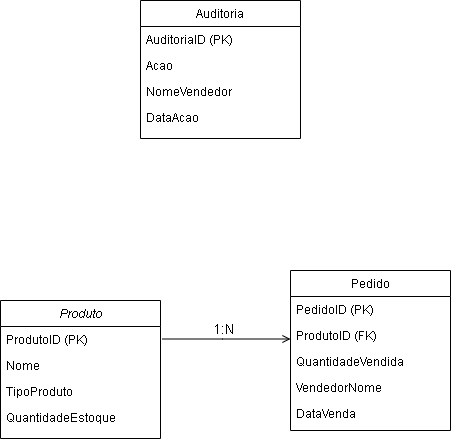 Auditoria
AuditoriaID (PK)
Acao
NomeVendedor
DataAcao
Produto
ProdutoID (PK)
Nome
TipoProduto
QuantidadeEstoque
1:N
Pedido
PedidoID (PK)
ProdutoID (FK)
QuantidadeVendida
VendedorNome
DataVenda